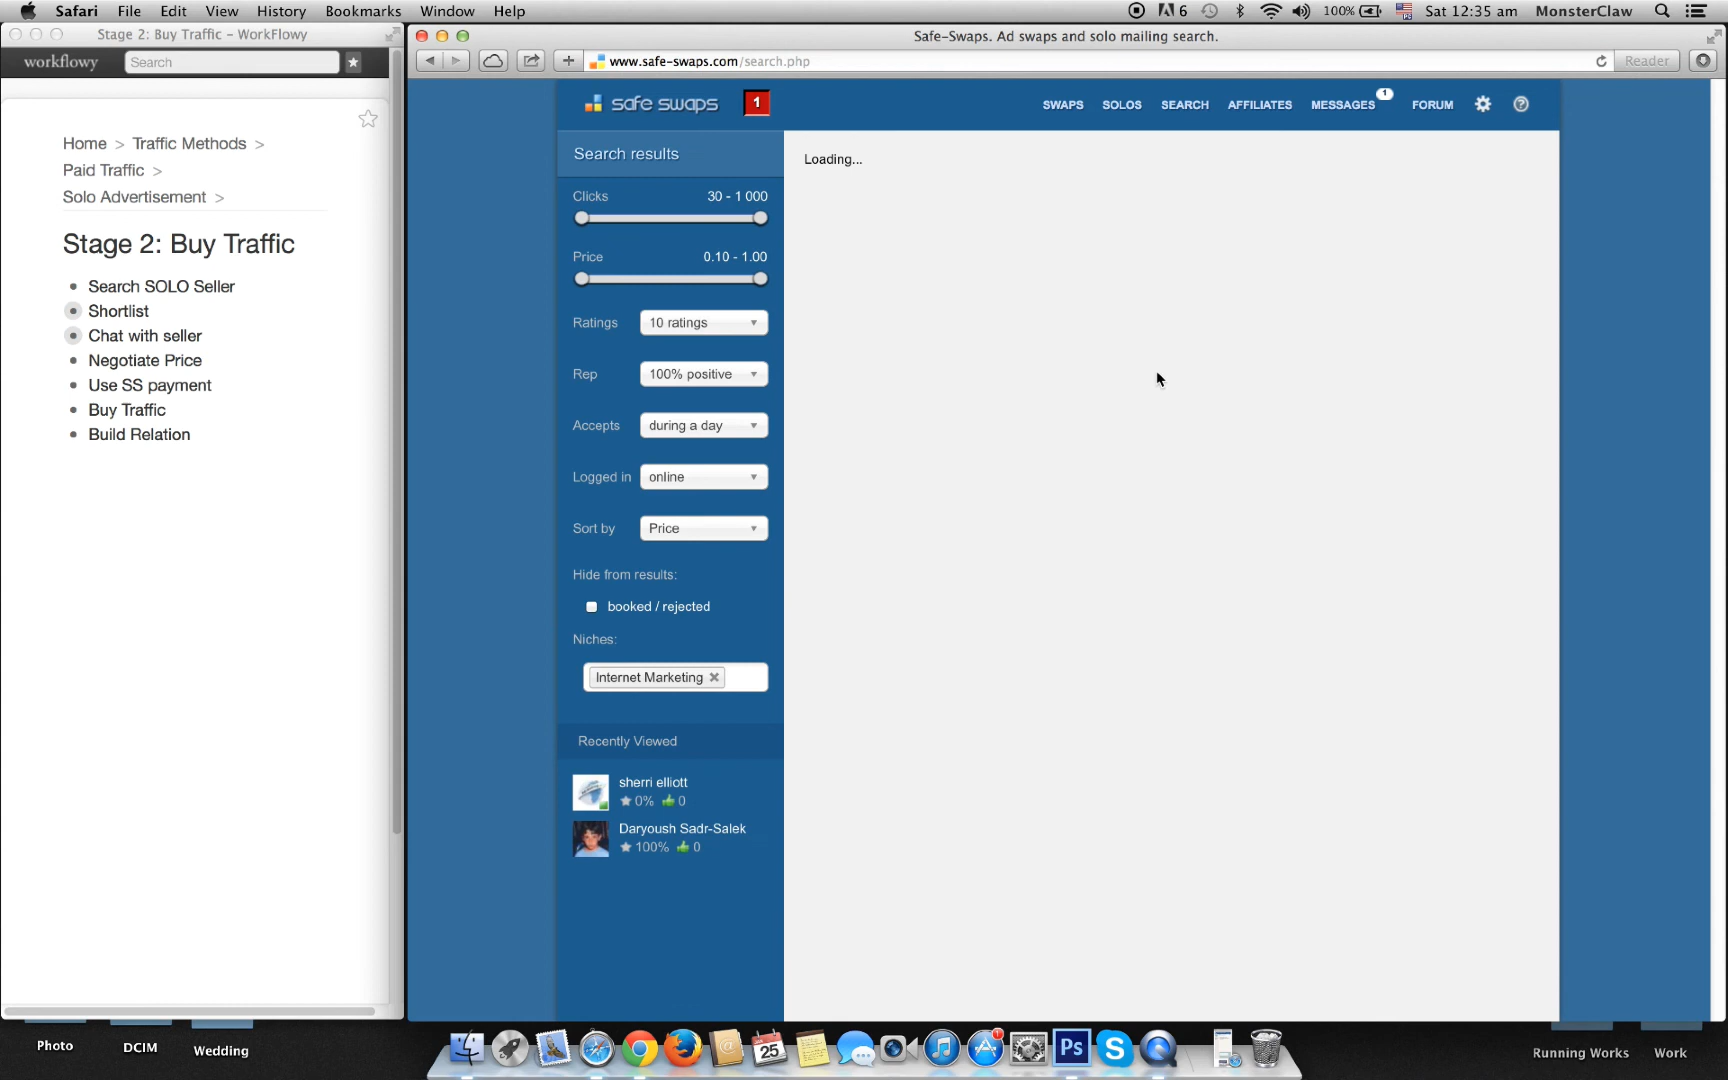 Safari File Edit View History Bookmarks Window Help
6 100% Sat 12:35 am MonsterClaw
Stage 2: Buy Traffic - WorkFlowy
workflowy Search
Home > Traffic Methods >
Paid Traffic >
Solo Advertisement >
Stage 2: Buy Traffic
Search SOLO Seller
Shortlist
Chat with seller
Negotiate Price
Use SS payment
Buy Traffic
Build Relation
Safe-Swaps. Ad swaps and solo mailing search.
www.safe-swaps.com/search.php
Reader
safe swaps 1
SWAPS SOLOS SEARCH AFFILIATES MESSAGES 1 FORUM
Search results
Clicks 30 - 1 000
Price 0.10 - 1.00
Ratings 10 ratings
Rep 100% positive
Accepts during a day
Logged in online
Sort by Price
Hide from results:
booked / rejected
Niches:
Internet Marketing
Recently Viewed
sherri elliott
0% 0
Daryoush Sadr-Salek
100% 0
Loading...
Photo
DCIM
Wedding
25
1
Ps
Running Works
Work